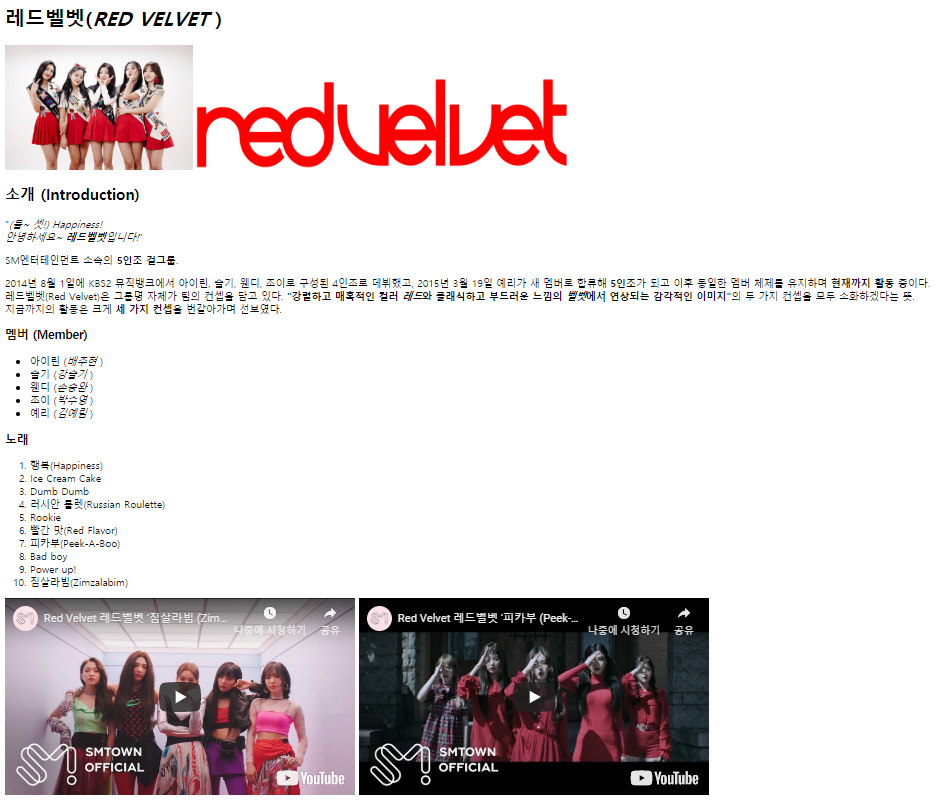 레드벨벳(RED VELVET )
red velvet
소개 (Introduction)
"(둘~ 셋!) Happiness!
안녕하세요~ 레드벨벳입니다!"
SM엔터테인먼트 소속의 5인조 걸그룹.
2014년 8월 1일에 KBS2 뮤직뱅크에서 아이린, 슬기, 웬디, 조이로 구성된 4인조로 데뷔했고, 2015년 3월 19일 예리가 새 멤버로 합류해 5인조가 되고 이후 동일한 멤버 체제를 유지하며 현재까지 활동 중이다.
레드벨벳(Red Velvet)은 그룹명 자체가 팀의 컨셉을 담고 있다. "강렬하고 매혹적인 컬러 레드와 클래식하고 부드러운 느낌의 벨벳에서 연상되는 감각적인 이미지"의 두 가지 컨셉을 모두 소화하겠다는 뜻.
지금까지의 활동은 크게 세 가지 컨셉을 번갈아가며 선보였다.
멤버 (Member)
• 아이린 (배주현 )
• 슬기 (강슬기 )
• 웬디 (손승완 )
• 조이 (박수영 )
• 예리 (김예림 )
노래
1. 행복(Happiness)
2. Ice Cream Cake
3. Dumb Dumb
4. 러시안 룰렛(Russian Roulette)
5. Rookie
6. 빨간 맛(Red Flavor)
7. 피카부(Peek-A-Boo)
8. Bad boy
9. Power up!
10. 짐살라빔(Zimzalabim)
Red Velvet 레드벨벳 '짐살라빔 (Zim...
나중에 시청하기
공유
SMTOWN
OFFICIAL
YouTube
Red Velvet 레드벨벳 '피카부 (Peek-...
나중에 시청하기
공유
SMTOWN
OFFICIAL
YouTube